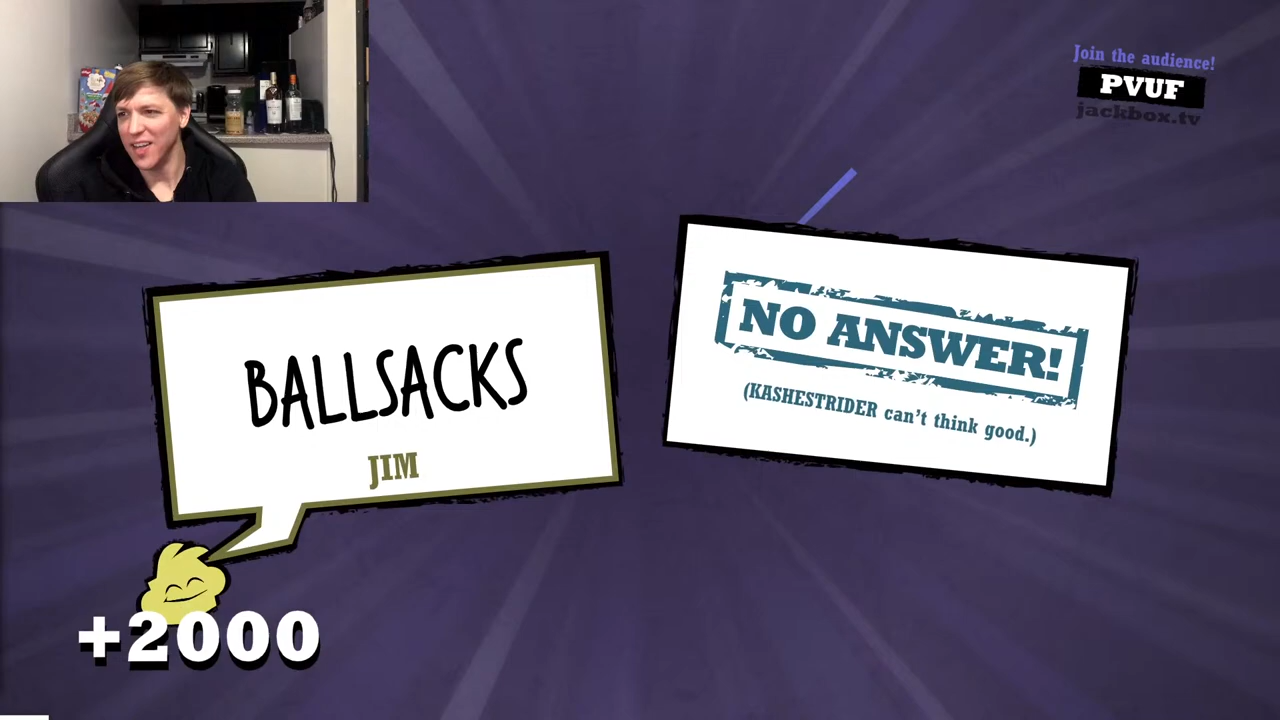 Join the audience!
PVUF
jackbox.tv
BALLSACKS
JIM
NO ANSWER!
(KASHESTRIDER can't think good.)
+2000